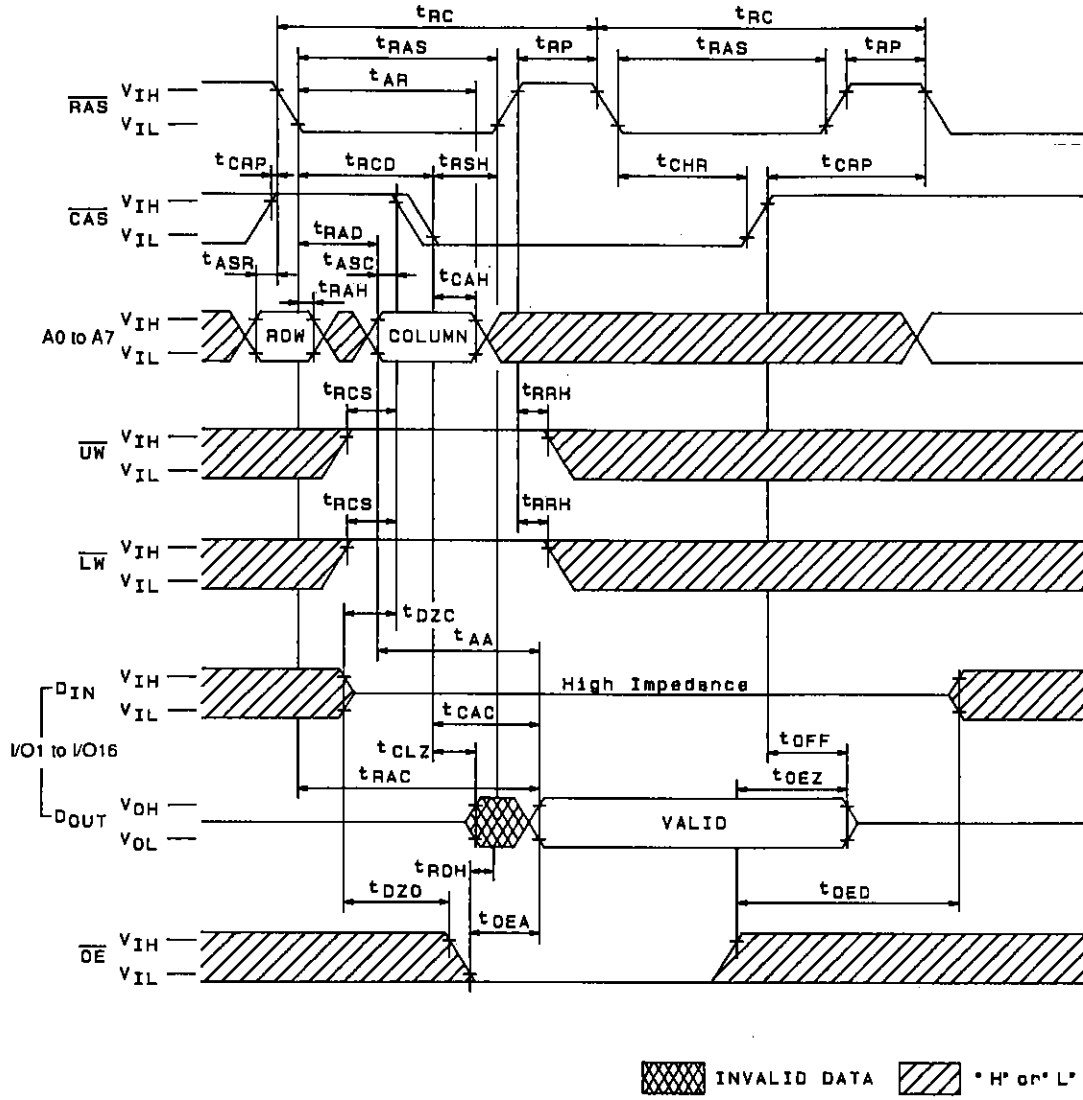 tRC tRC
tRAS tRP tRAS tRP
tAR
RAS VIH
VIL
tCRP tRCD tRSH tCHR tCRP
CAS VIH
VIL
tRAD
tASR tASC tCAH
tRAH
A0 to A7 VIH
VIL
ROW COLUMN
tRCS tRRH
UW VIH
VIL
tRCS tRRH
LW VIH
VIL
tDZC
tAA
DIN VIH
VIL
High Impedance
I/O1 to I/O16
tCAC
tCLZ tOFF
tRAC tOEZ
DOUT VOH
VOL
VALID
tROH
tDZO tOEA tOED
OE VIH
VIL
INVALID DATA "H" or "L"